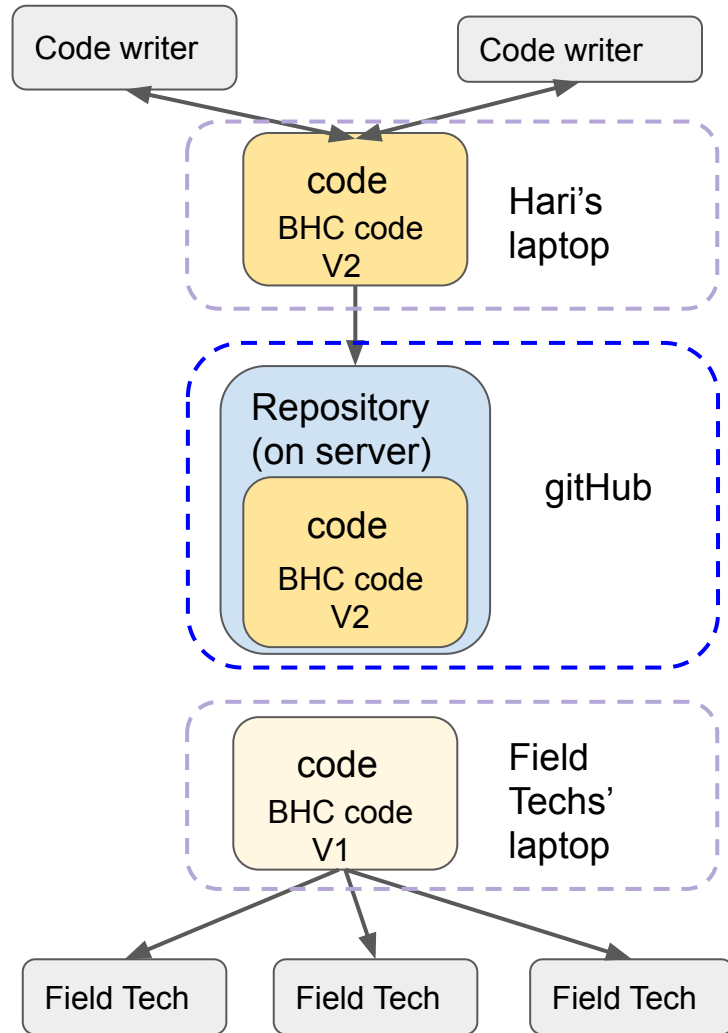 Code writer
Code writer
code
BHC code
V2
Hari’s
laptop
Repository
(on server)
code
BHC code
V2
gitHub
code
BHC code
V1
Field
Techs’
laptop
Field Tech
Field Tech
Field Tech